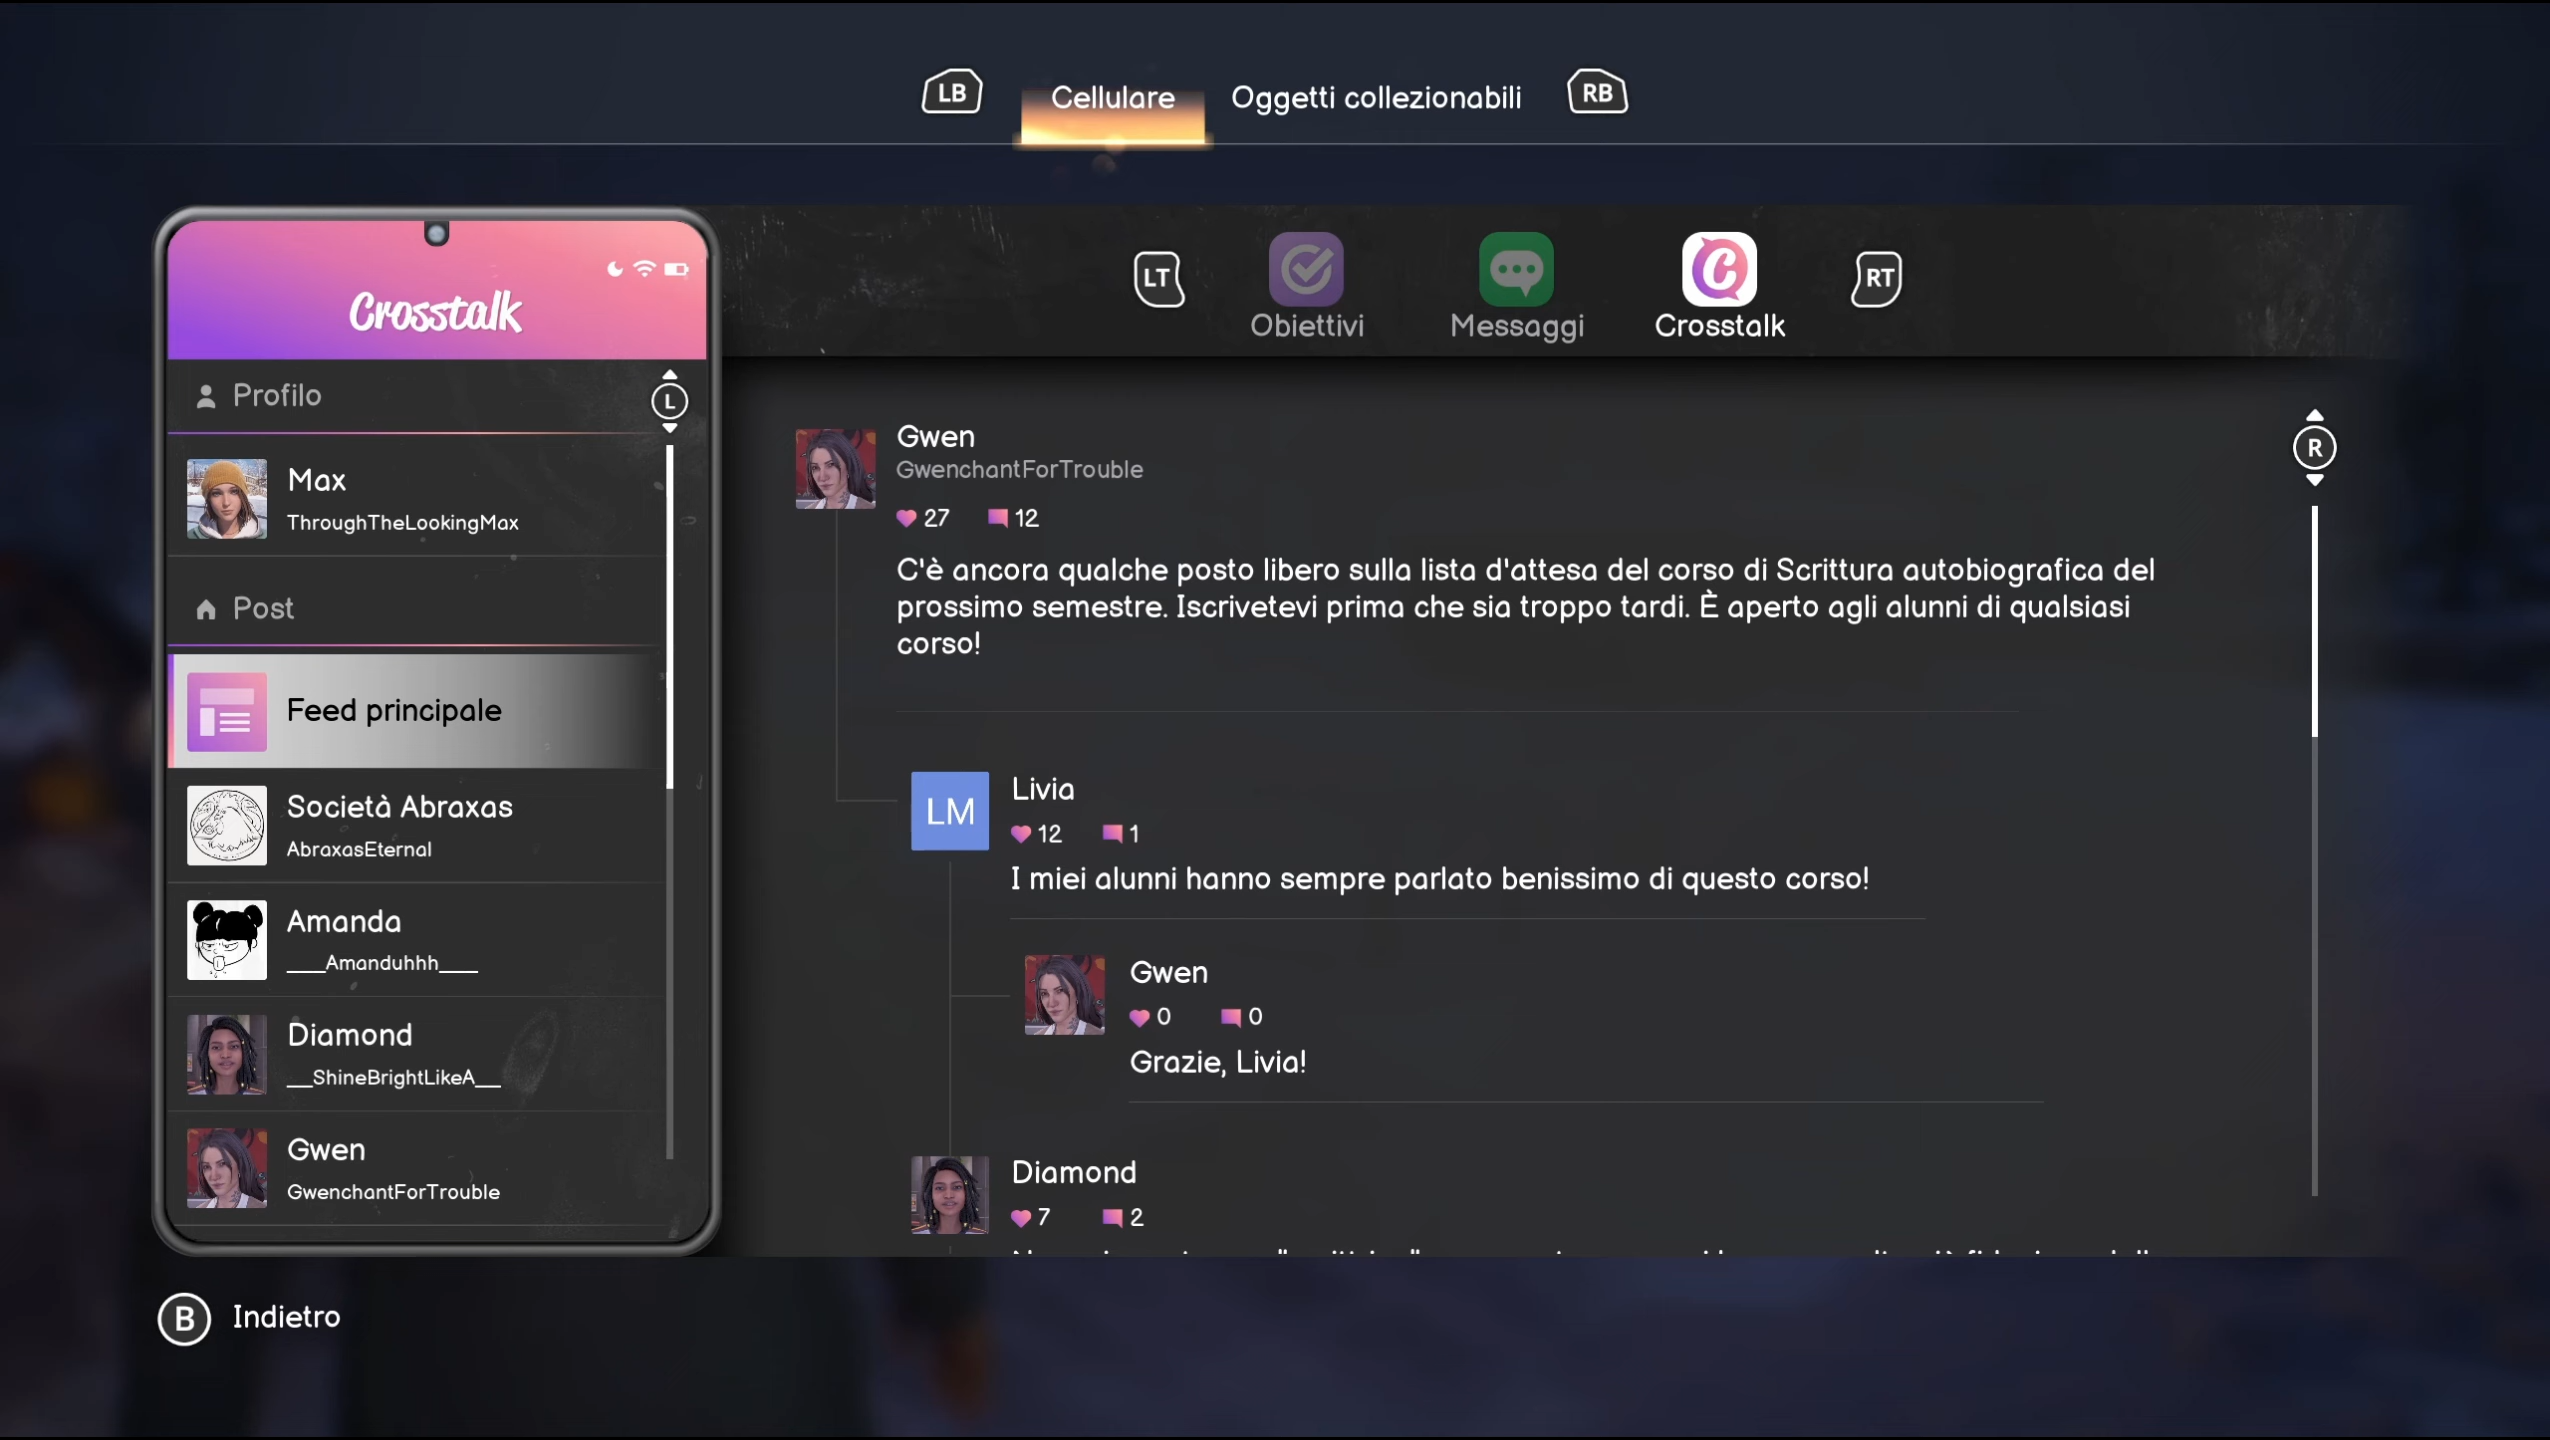 LB
Cellulare
Oggetti collezionabili
RB
Crosstalk
Profilo
L
Max
ThroughTheLookingMax
Post
Feed principale
Società Abraxas
AbraxasEternal
Amanda
___Amanduhhh___
Diamond
__ShineBrightLikeA__
Gwen
GwenchantForTrouble
LT
Obiettivi
Messaggi
Crosstalk
RT
R
Gwen
GwenchantForTrouble
27 12
C'è ancora qualche posto libero sulla lista d'attesa del corso di Scrittura autobiografica del
prossimo semestre. Iscrivetevi prima che sia troppo tardi. È aperto agli alunni di qualsiasi
corso!
LM
Livia
12 1
I miei alunni hanno sempre parlato benissimo di questo corso!
Gwen
0 0
Grazie, Livia!
Diamond
7 2
B Indietro